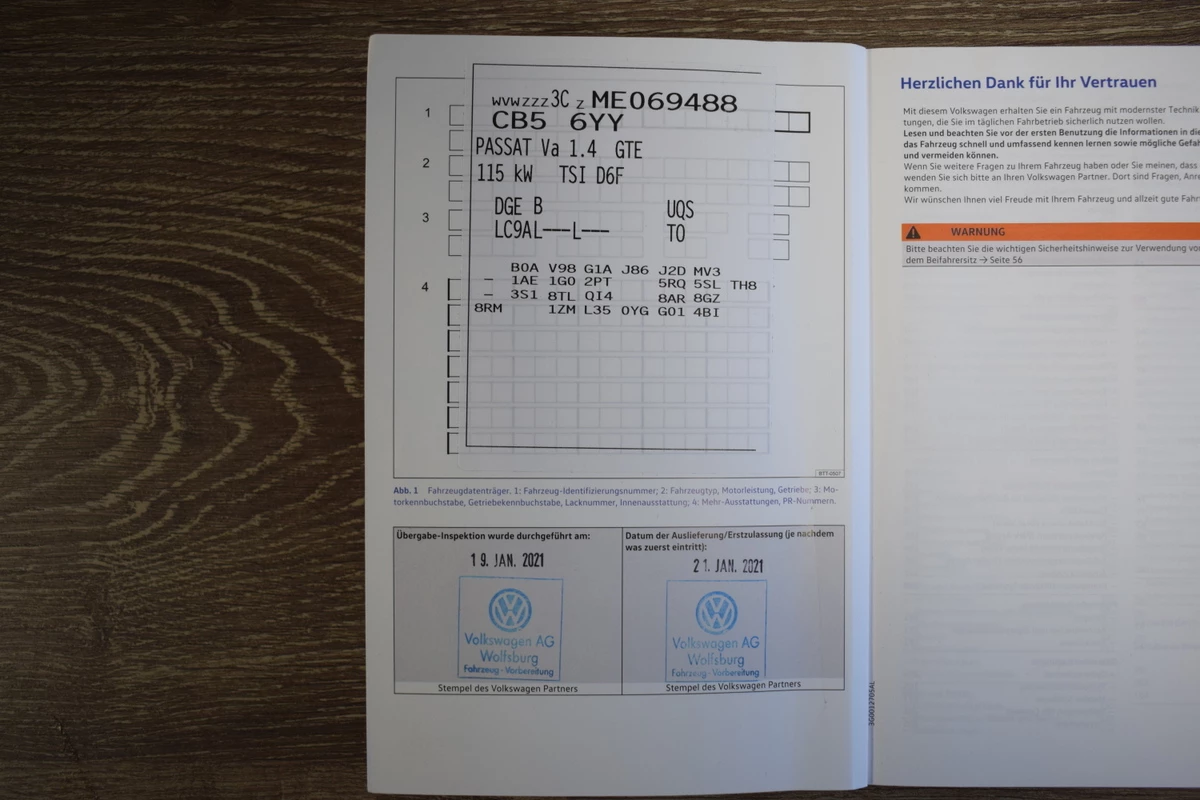 1
WVWZZZ3C Z ME069488
CB5 6YY
PASSAT Va 1.4 GTE
2
115 kW TSI D6F
DGE B UQS
3
LC9AL---L--- TO
B0A V98 G1A J86 J2D MV3
- 1AE 1G0 2PT 5RQ 5SL TH8
4
- 3S1 8TL QI4 8AR 8GZ
8RM 1ZM L35 0YG G01 4BI
BTT-0507
Abb. 1 Fahrzeugdatenträger. 1: Fahrzeug-Identifizierungsnummer; 2: Fahrzeugtyp, Motorleistung, Getriebe; 3: Mo-
torkennbuchstabe, Getriebekennbuchstabe, Lacknummer, Innenausstattung; 4: Mehr-Ausstattungen, PR-Nummern.
Übergabe-Inspektion wurde durchgeführt am:
19. JAN. 2021
VW
Volkswagen AG
Wolfsburg
Fahrzeug-Vorbereitung
Stempel des Volkswagen Partners
Datum der Auslieferung/Erstzulassung (je nachdem
was zuerst eintritt):
21. JAN. 2021
VW
Volkswagen AG
Wolfsburg
Fahrzeug-Vorbereitung
Stempel des Volkswagen Partners
3G0012705AL
Herzlichen Dank für Ihr Vertrauen
Mit diesem Volkswagen erhalten Sie ein Fahrzeug mit modernster Technik
tungen, die Sie im täglichen Fahrbetrieb sicherlich nutzen wollen.
Lesen und beachten Sie vor der ersten Benutzung die Informationen in die
das Fahrzeug schnell und umfassend kennen lernen sowie mögliche Gefah
und vermeiden können.
Wenn Sie weitere Fragen zu Ihrem Fahrzeug haben oder Sie meinen, dass
wenden Sie sich bitte an Ihren Volkswagen Partner. Dort sind Fragen, Anre
kommen.
Wir wünschen Ihnen viel Freude mit Ihrem Fahrzeug und allzeit gute Fahr
WARNUNG
Bitte beachten Sie die wichtigen Sicherheitshinweise zur Verwendung vo
dem Beifahrersitz → Seite 56